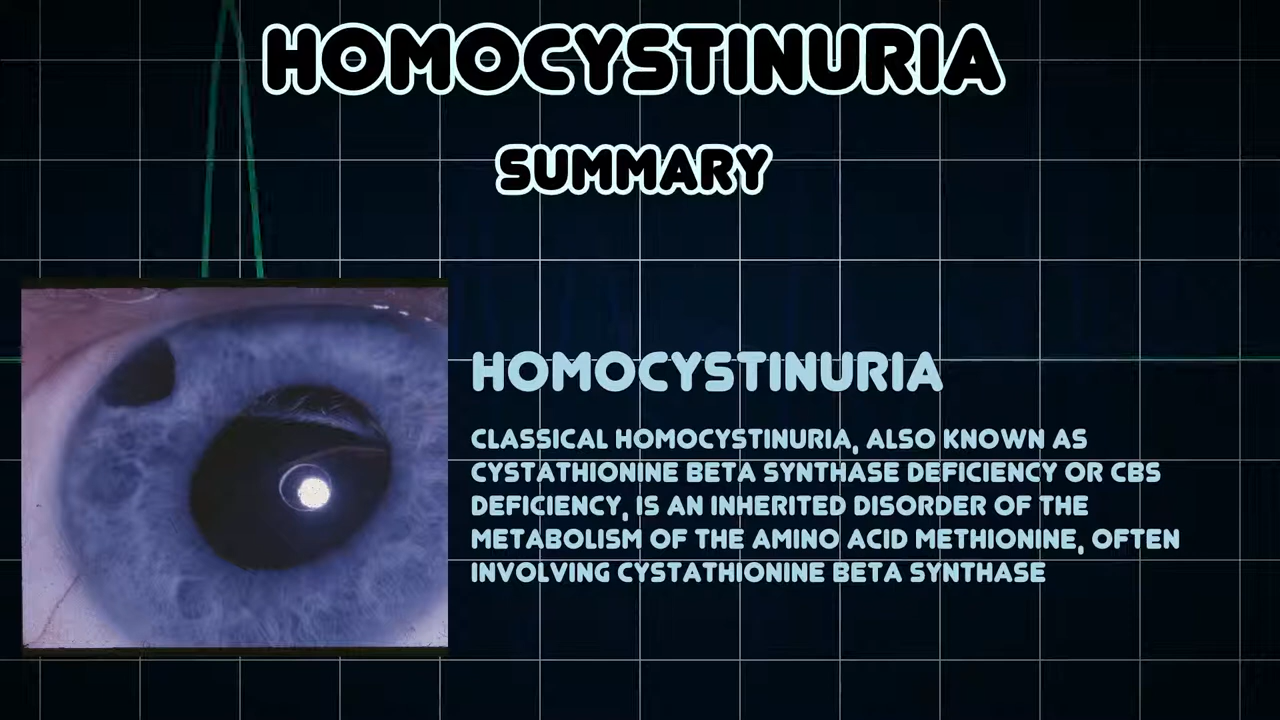 HOMOCYSTINURIA
SUMMARY
HOMOCYSTINURIA
CLASSICAL HOMOCYSTINURIA, ALSO KNOWN AS
CYSTATHIONINE BETA SYNTHASE DEFICIENCY OR CBS
DEFICIENCY, IS AN INHERITED DISORDER OF THE
METABOLISM OF THE AMINO ACID METHIONINE, OFTEN
INVOLVING CYSTATHIONINE BETA SYNTHASE